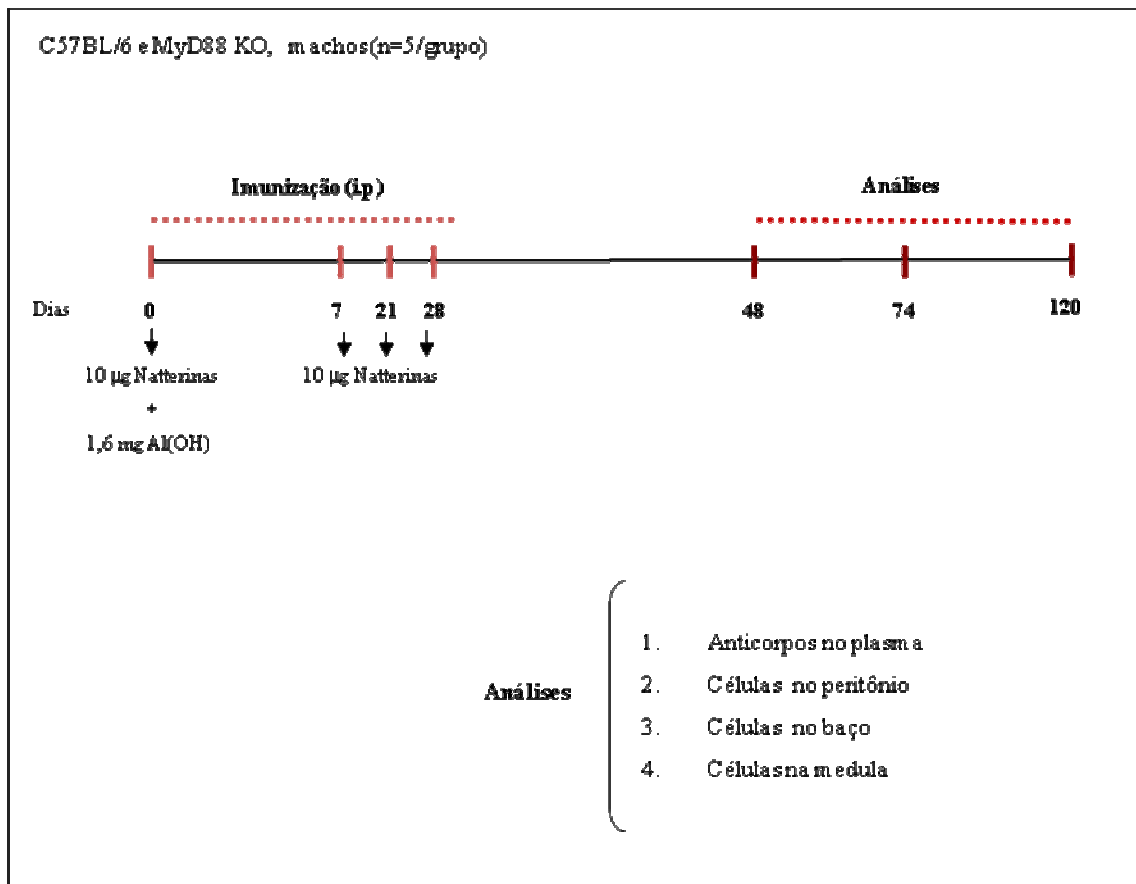 C57BL/6 e MyD88 KO, machos(n=5/grupo)
Imunização (i.p)
Análises
Dias 0 7 21 28 48 74 120
10 µg Natterinas 10 µg Natterinas
+
1,6 mg Al(OH)
Análises
1. Anticorpos no plasma
2. Células no peritônio
3. Células no baço
4. Células na medula